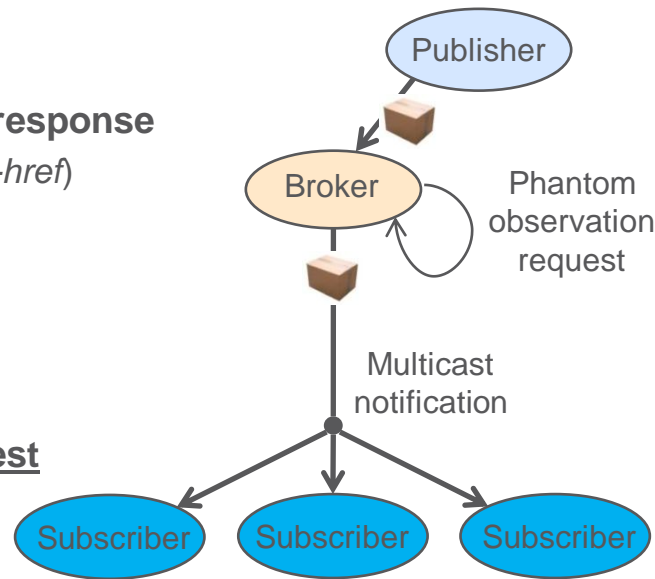 Publisher
response
-href)
Broker
Phantom
observation
request
Multicast
notification
est
Subscriber
Subscriber
Subscriber